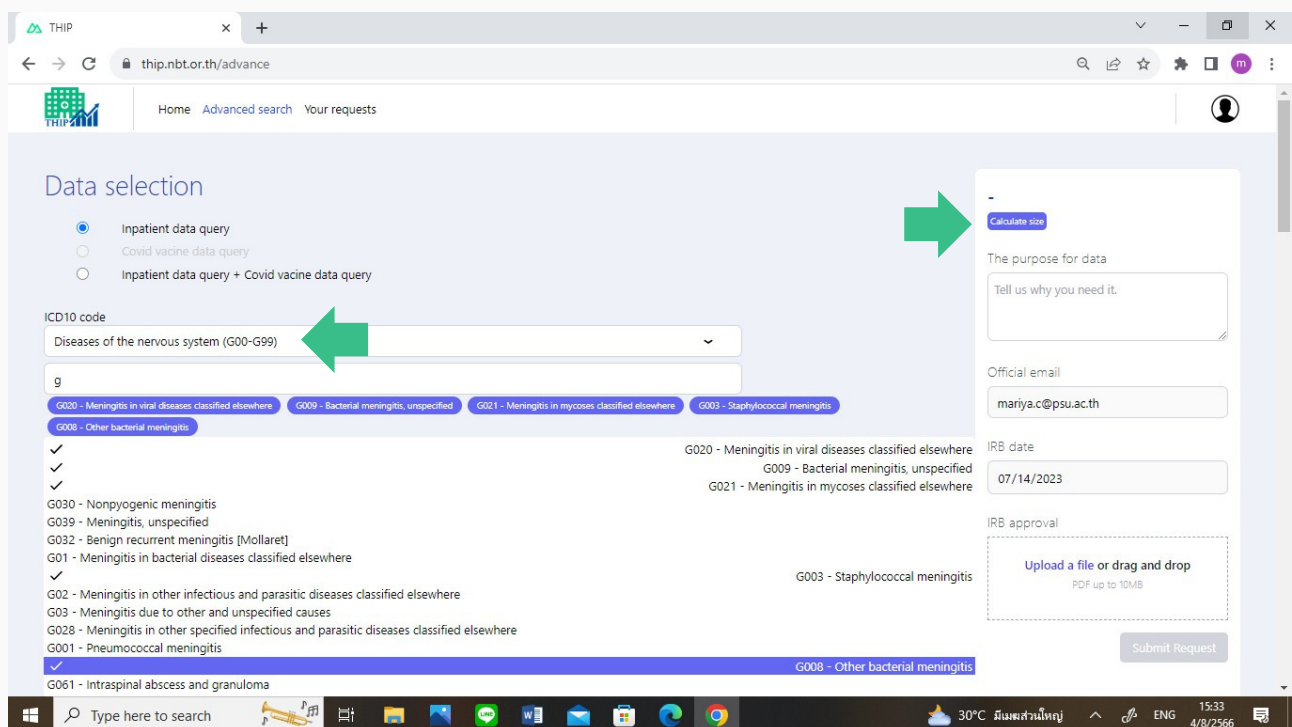 THIP
thip.nbt.or.th/advance
m
THIP
Home Advanced search Your requests
Data selection
Inpatient data query
Covid vacine data query
Inpatient data query + Covid vacine data query
ICD10 code
Diseases of the nervous system (G00-G99)
g
G020 - Meningitis in viral diseases classified elsewhere
G009 - Bacterial meningitis, unspecified
G021 - Meningitis in mycoses classified elsewhere
G003 - Staphylococcal meningitis
G008 - Other bacterial meningitis
G020 - Meningitis in viral diseases classified elsewhere
G009 - Bacterial meningitis, unspecified
G021 - Meningitis in mycoses classified elsewhere
G030 - Nonpyogenic meningitis
G039 - Meningitis, unspecified
G032 - Benign recurrent meningitis [Mollaret]
G01 - Meningitis in bacterial diseases classified elsewhere
G003 - Staphylococcal meningitis
G02 - Meningitis in other infectious and parasitic diseases classified elsewhere
G03 - Meningitis due to other and unspecified causes
G028 - Meningitis in other specified infectious and parasitic diseases classified elsewhere
G001 - Pneumococcal meningitis
G008 - Other bacterial meningitis
G061 - Intraspinal abscess and granuloma
-
Calculate size
The purpose for data
Tell us why you need it.
Official email
mariya.c@psu.ac.th
IRB date
07/14/2023
IRB approval
Upload a file or drag and drop
PDF up to 10MB
Submit Request
Type here to search
LINE
30°C มีเมฆส่วนใหญ่
ENG
15:33
4/8/2566